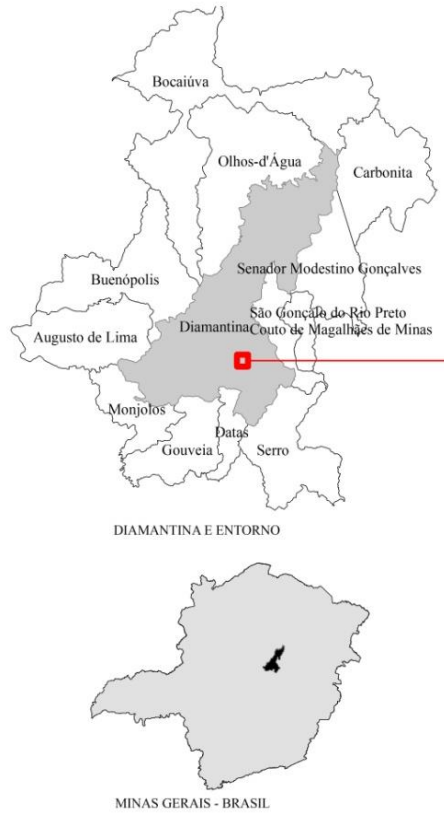 Bocaiúva
Olhos-d'Água
Carbonita
Senador Modestino Gonçalves
Buenópolis
São Gonçalo do Rio Preto
Diamantina
Couto de Magalhães de Minas
Augusto de Lima
Monjolos
Datas
Gouveia
Serro
DIAMANTINA E ENTORNO
MINAS GERAIS - BRASIL